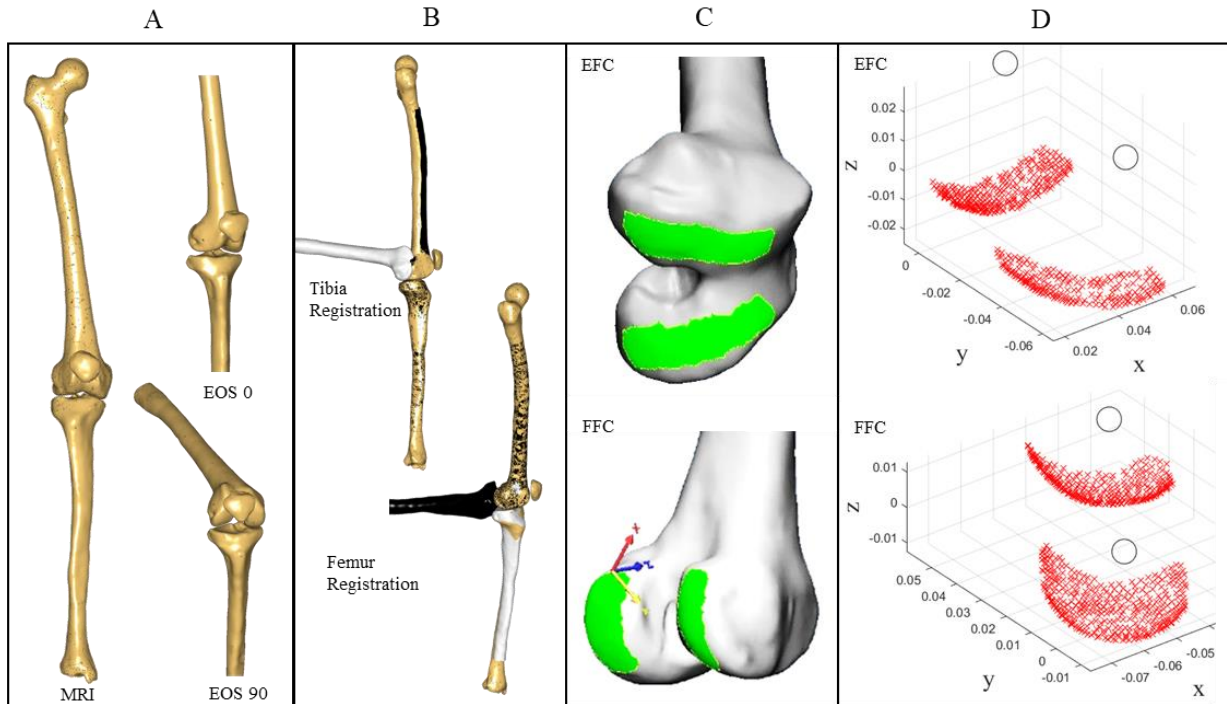 A
B
C
D
MRI
EOS 0
EOS 90
Tibia
Registration
Femur
Registration
EFC
FFC
EFC
0.02
0.01
0
-0.01
-0.02
z
0
-0.02
-0.04
-0.06
y
0.02
0.04
0.06
x
FFC
0.01
0
-0.01
z
0.05
0.04
0.03
0.02
0.01
0
-0.01
y
-0.07
-0.06
-0.05
x